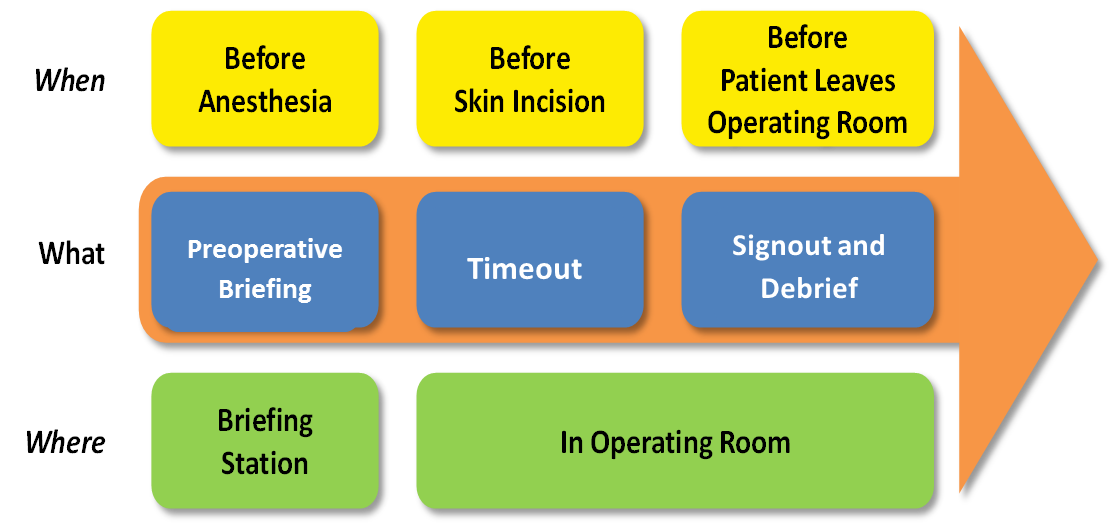 When
Before
Anesthesia
Before
Skin Incision
Before
Patient Leaves
Operating Room
What
Preoperative
Briefing
Timeout
Signout and
Debrief
Where
Briefing
Station
In Operating Room